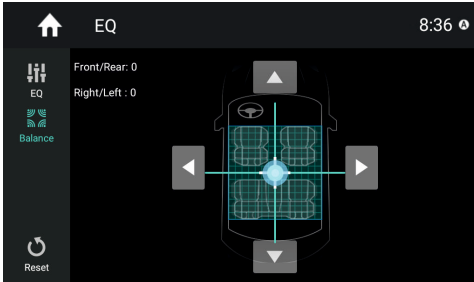 EQ
8:36 A
EQ
Front/Rear: 0
Right/Left : 0
Balance
Reset